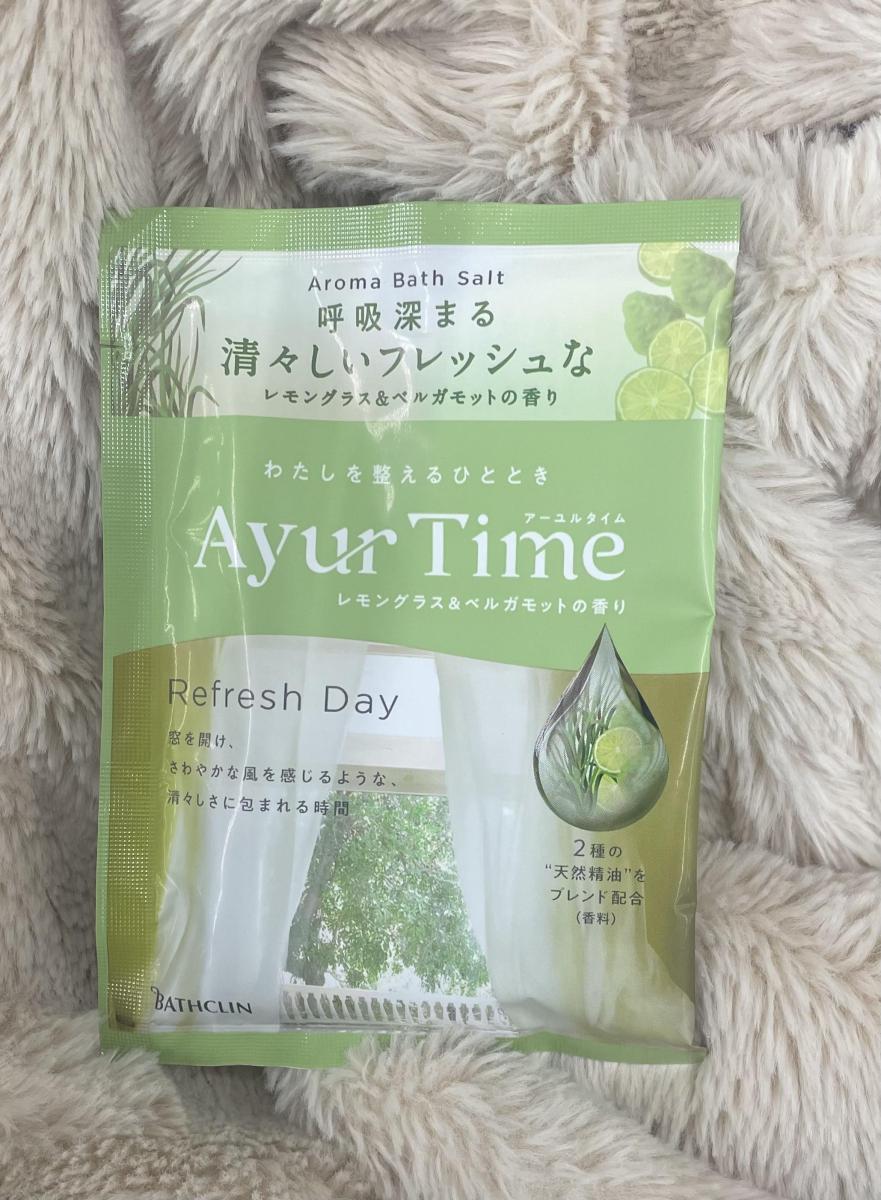 Aroma Bath Salt
呼吸深まる
清々しいフレッシュな
レモングラス&ベルガモットの香り
わたしを整えるひととき
アーユルタイム
Ayur Time
レモングラス&ベルガモットの香り
Refresh Day
窓を開け、
さわやかな風を感じるような、
清々しさに包まれる時間
2種の
“天然精油”を
ブレンド配合
(香料)
BATHCLIN